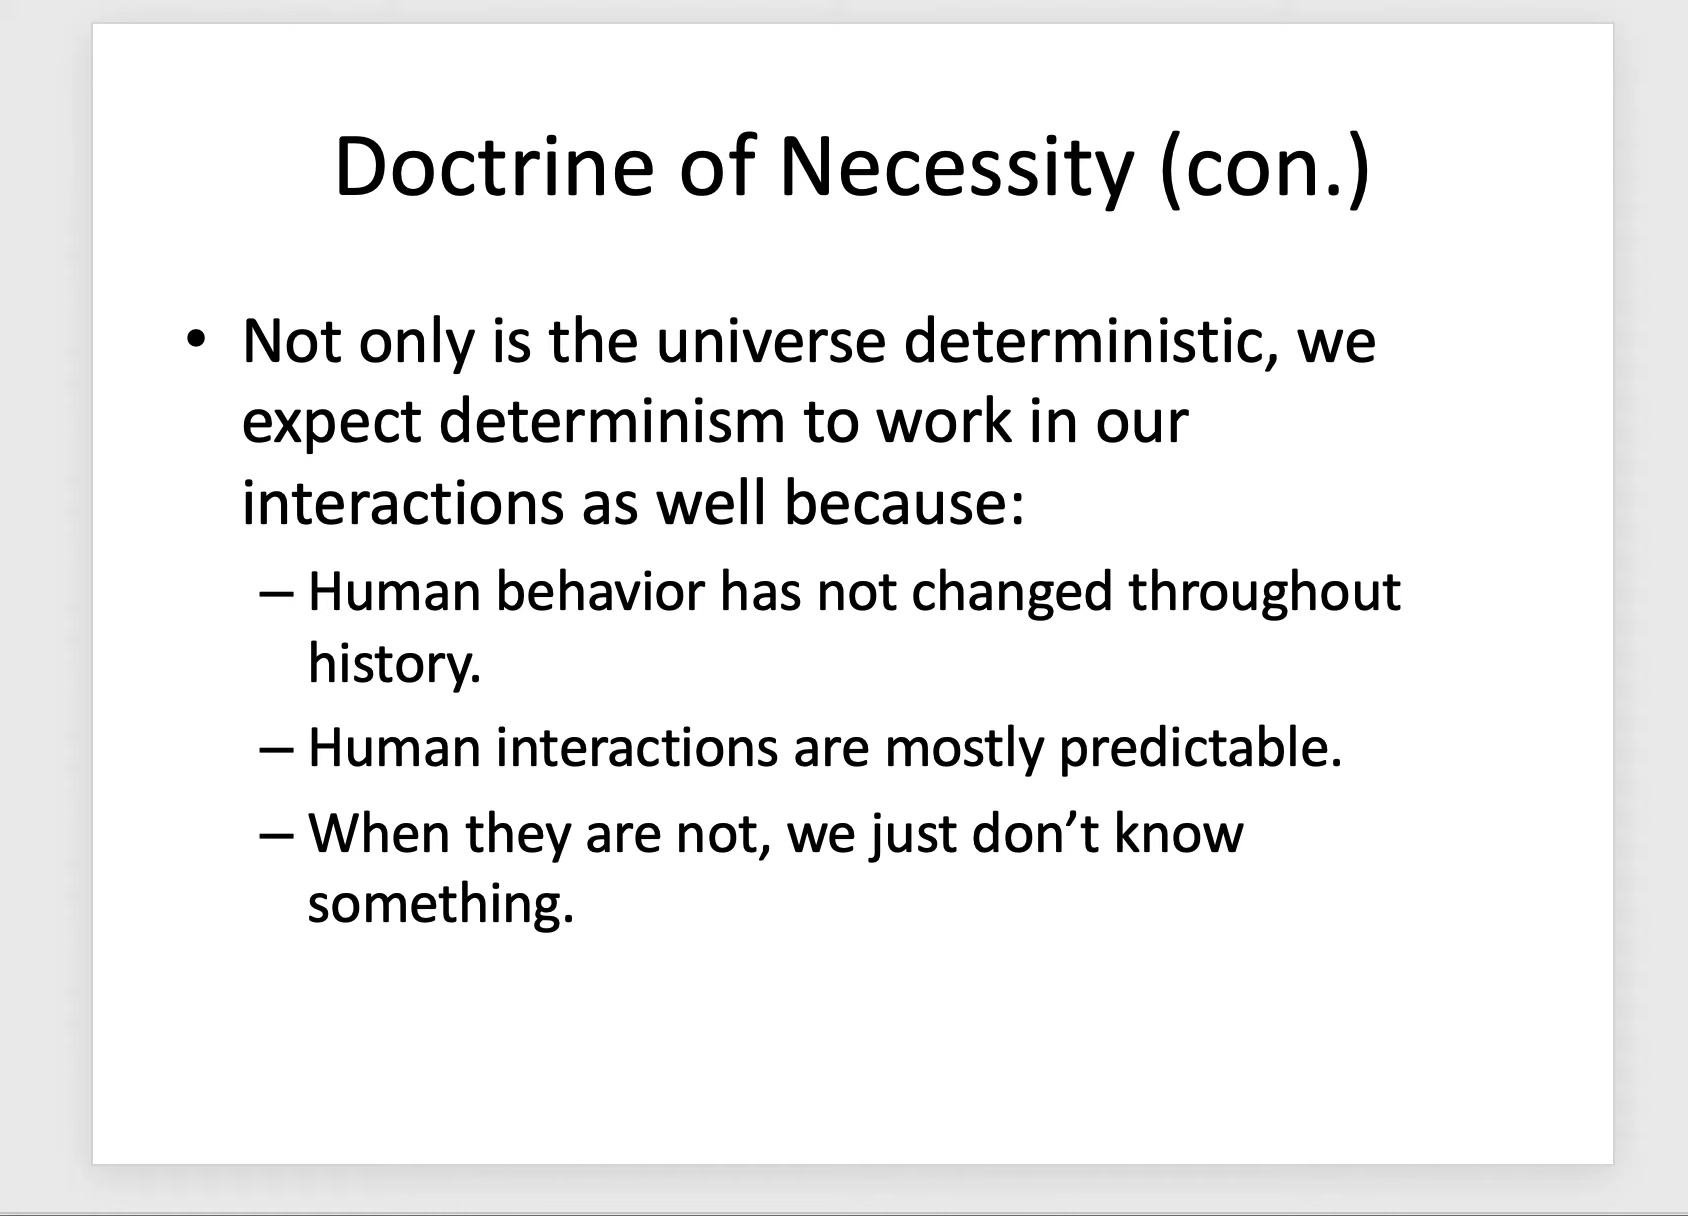 Doctrine of Necessity (con.)
• Not only is the universe deterministic, we
expect determinism to work in our
interactions as well because:
– Human behavior has not changed throughout
history.
– Human interactions are mostly predictable.
– When they are not, we just don’t know
something.